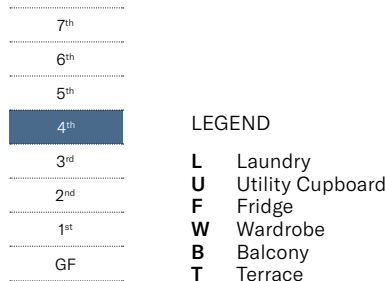 7th
6th
5th
4th
3rd
2nd
1st
GF
LEGEND
L Laundry
U Utility Cupboard
F Fridge
W Wardrobe
B Balcony
T Terrace